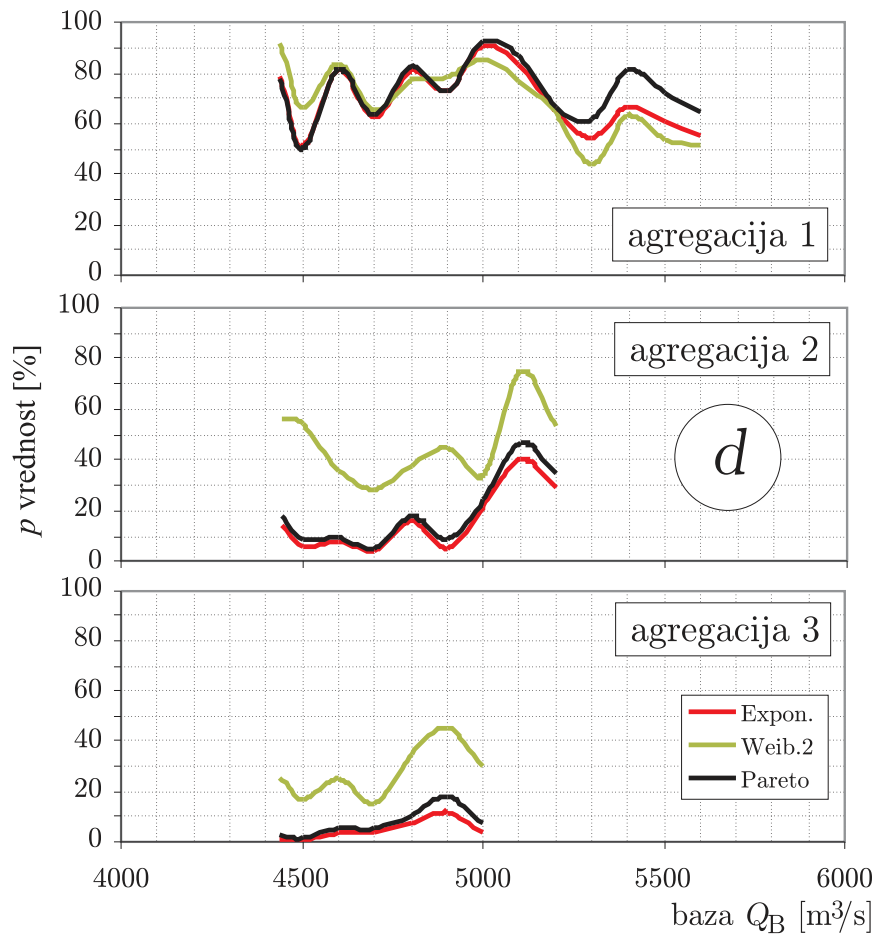 100
80
60
40
20
0
agregacija 1
100
80
60
40
20
0
agregacija 2
d
p vrednost [%]
100
80
60
40
20
0
agregacija 3
Expon.
Weib.2
Pareto
4000 4500 5000 5500 6000
baza Q_B [m³/s]